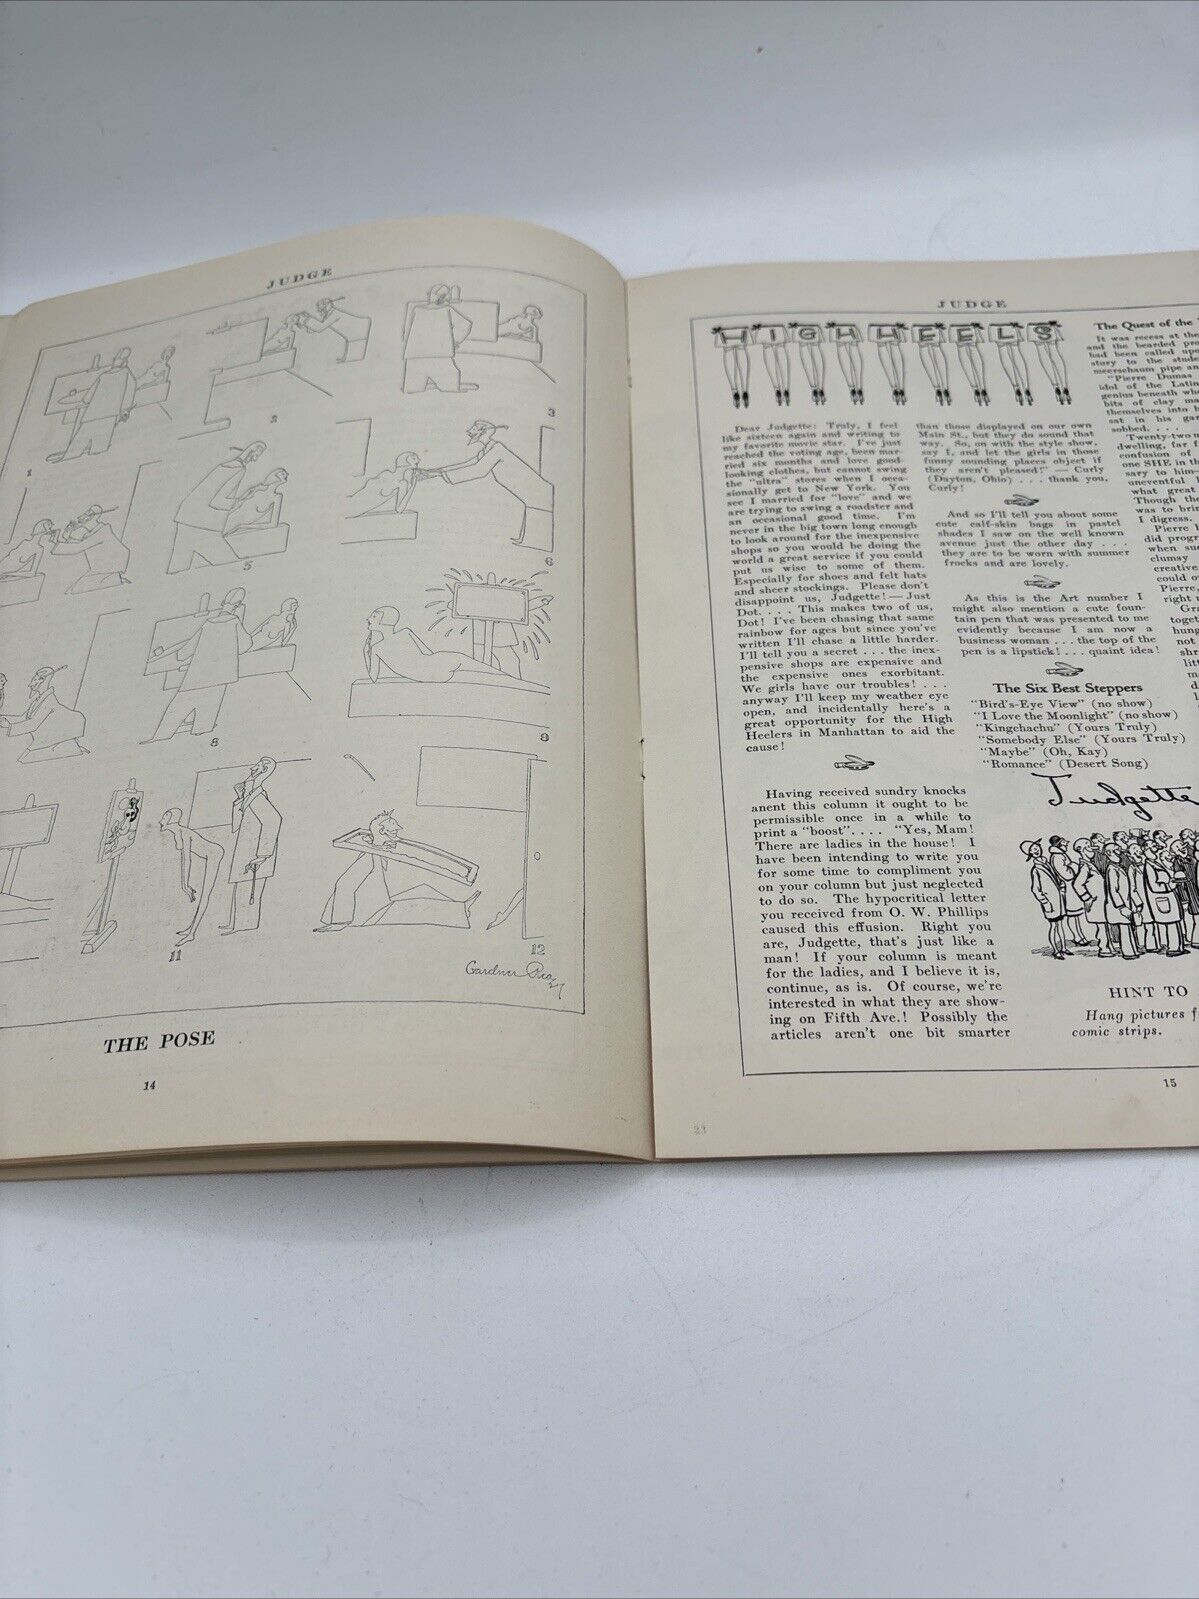 JUDGE
1
2
3
5
6
8
9
11
12
Gardner Rea
27
THE POSE
14
JUDGE
HIGH HEELS
Dear Judgette: Truly, I feel
like sixteen again and writing to
my favorite movie star. I've just
reached the voting age, been mar-
ried six months and love good-
looking clothes, but cannot swing
the "ultra" stores when I occa-
sionally get to New York. You
see I married for "love" and we
are trying to swing a roadster and
an occasional good time. I'm
never in the big town long enough
to look around for the inexpensive
shops so you would be doing the
world a great service if you could
put us wise to some of them.
Especially for shoes and felt hats
and sheer stockings. Please don't
disappoint us, Judgette!—Just
Dot. . . . This makes two of us,
Dot! I've been chasing that same
rainbow for ages but since you've
written I'll chase a little harder.
I'll tell you a secret . . . the inex-
pensive shops are expensive and
the expensive ones exorbitant.
We girls have our troubles! . . .
anyway I'll keep my weather eye
open, and incidentally here's a
great opportunity for the High
Heelers in Manhattan to aid the
cause!
Having received sundry knocks
anent this column it ought to be
permissible once in a while to
print a "boost". . . . "Yes, Mam!
There are ladies in the house! I
have been intending to write you
for some time to compliment you
on your column but just neglected
to do so. The hypocritical letter
you received from O. W. Phillips
caused this effusion. Right you
are, Judgette, that's just like a
man! If your column is meant
for the ladies, and I believe it is,
continue, as is. Of course, we're
interested in what they are show-
ing on Fifth Ave.! Possibly the
articles aren't one bit smarter
than those displayed on our own
Main St., but they do sound that
way. So, on with the style show,
say I, and let the girls in those
funny sounding places object if
they aren't pleased!" — Curly
(Dayton, Ohio) . . . thank you,
Curly!
And so I'll tell you about some
cute calf-skin bags in pastel
shades I saw on the well known
avenue just the other day . . .
they are to be worn with summer
frocks and are lovely.
As this is the Art number I
might also mention a cute foun-
tain pen that was presented to me
evidently because I am now a
business woman . . . the top of the
pen is a lipstick! . . . quaint idea!
The Six Best Steppers
"Bird's-Eye View" (no show)
"I Love the Moonlight" (no show)
"Kingchachu" (Yours Truly)
"Somebody Else" (Yours Truly)
"Maybe" (Oh, Kay)
"Romance" (Desert Song)
Judgette
HINT TO
Hang pictures f
comic strips.
The Quest of the
It was recess at the
and the bearded pro
had been called upo
story to the stude
meerschaum pipe an
"Pierre Dumas
idol of the Latin
genius beneath who
bits of clay ma
themselves into
sat in his gar
sobbed. . . .
Twenty-two
dwelling, far f
confusion of
one SHE in the
sary to him—
uneventful
what great
Though the
was to brin
I digress.
Pierre
did progr
when suc
clumsy
creative
could o
Pierre,
right
Gr
toget
hun
not
shr
litt
m
d
15
23